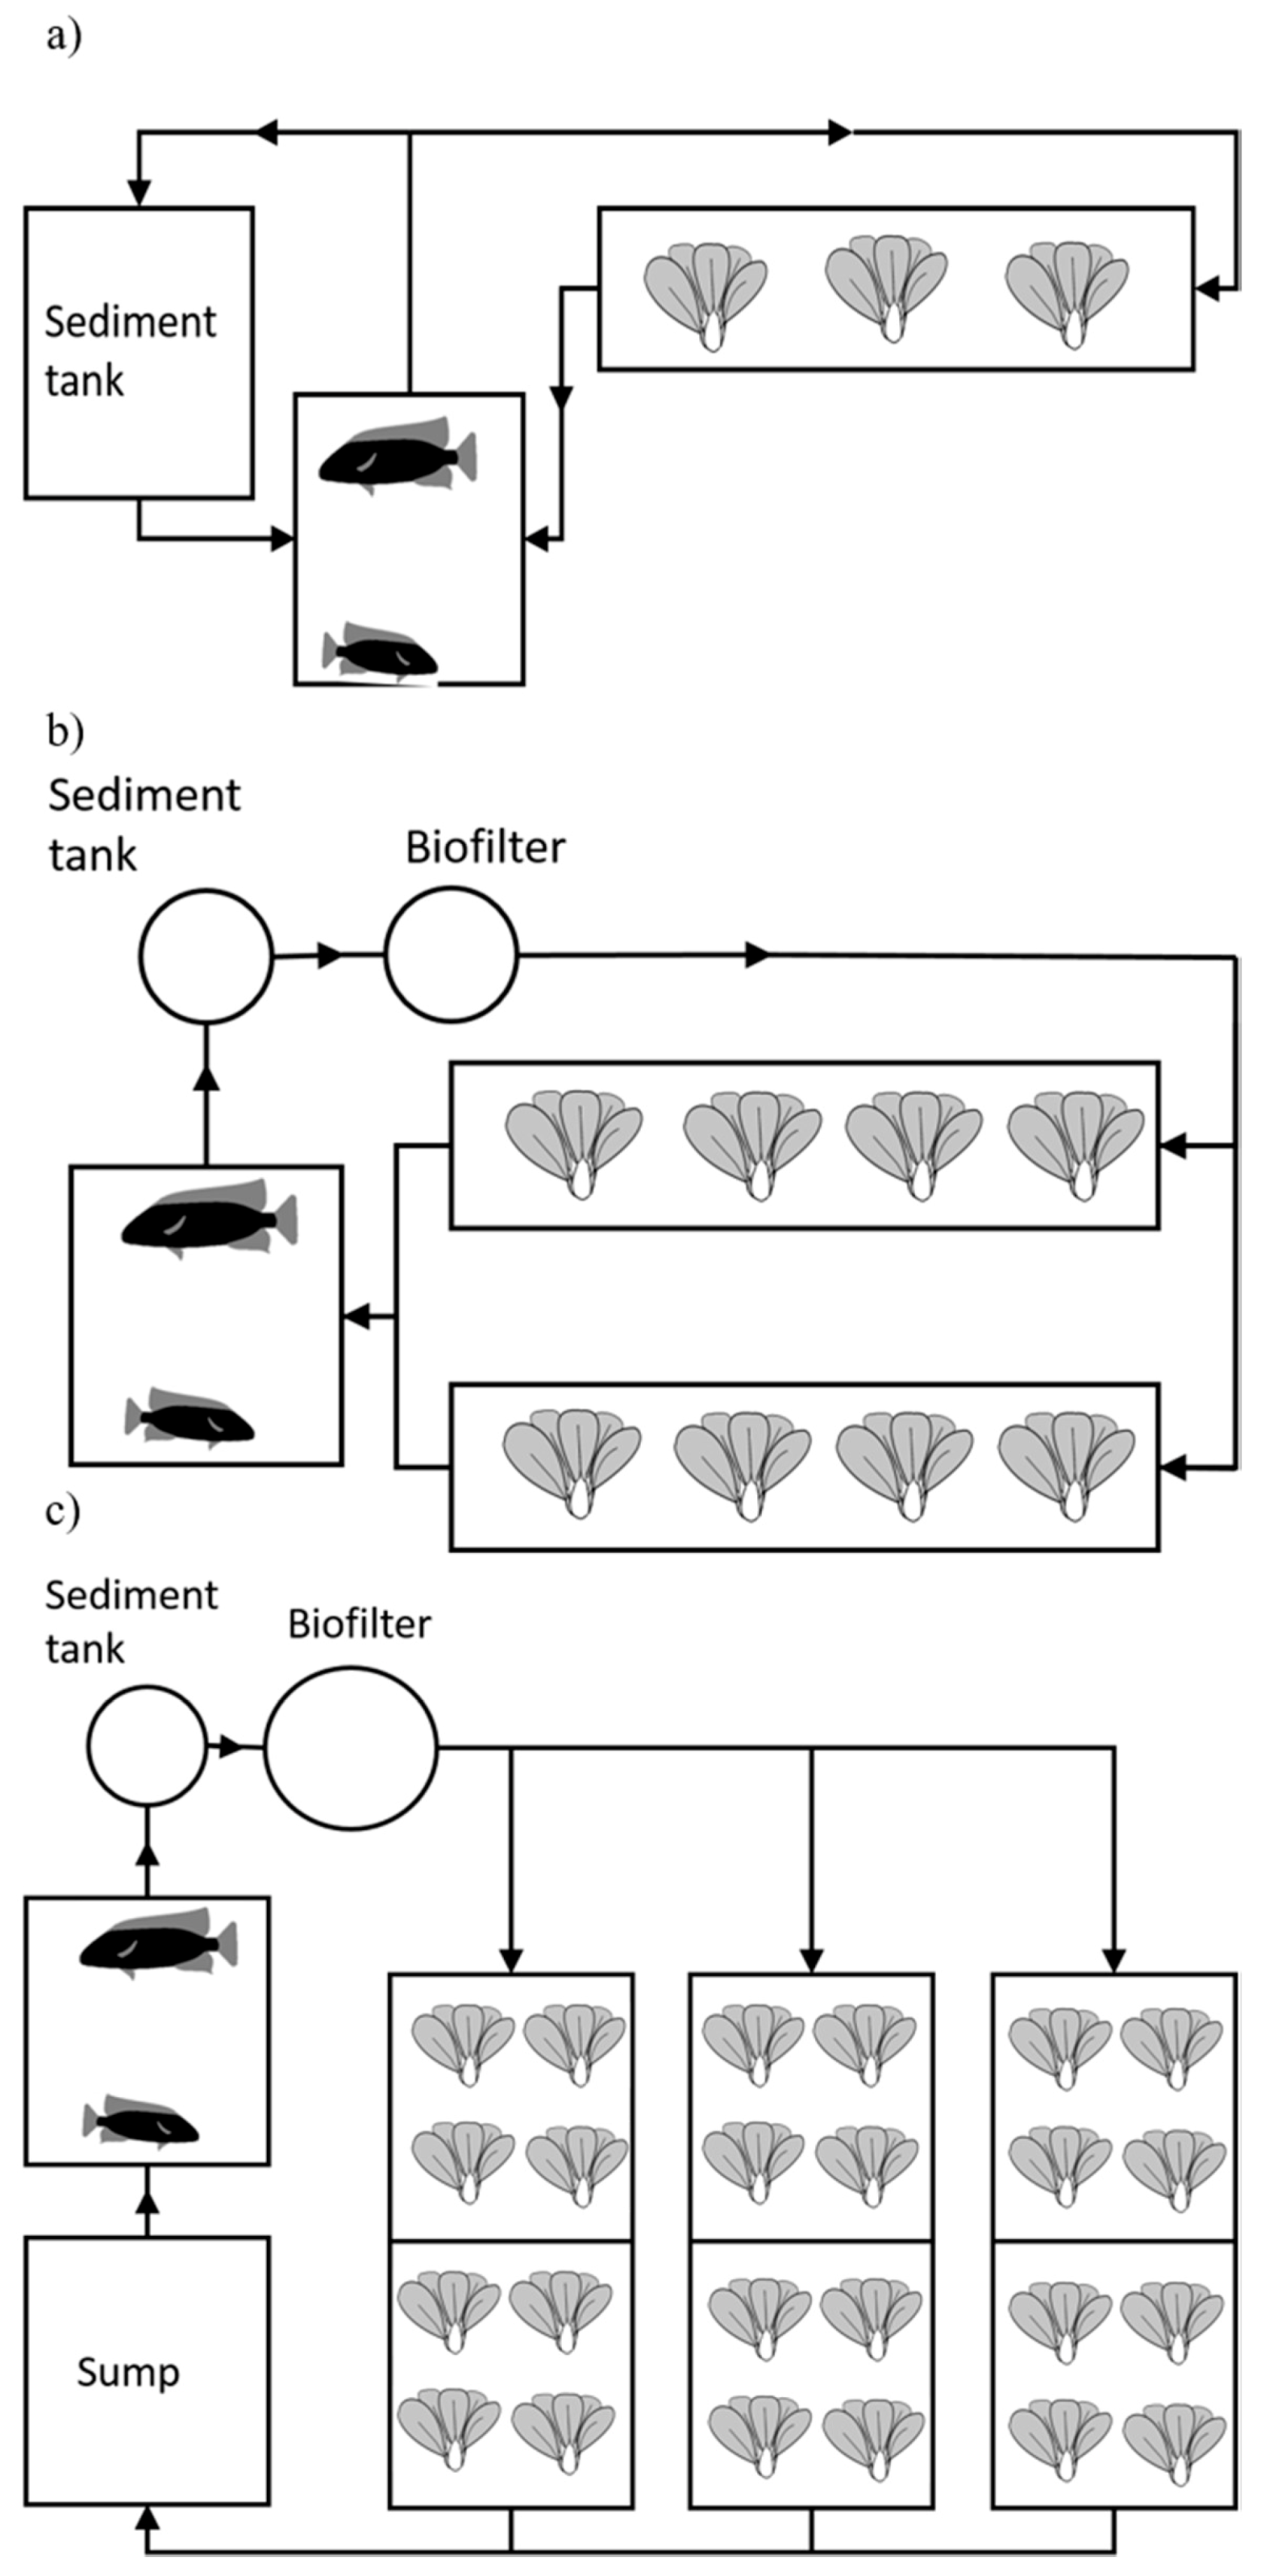 a)
Sediment
tank
b)
Sediment
tank
Biofilter
c)
Sediment
tank
Biofilter
Sump